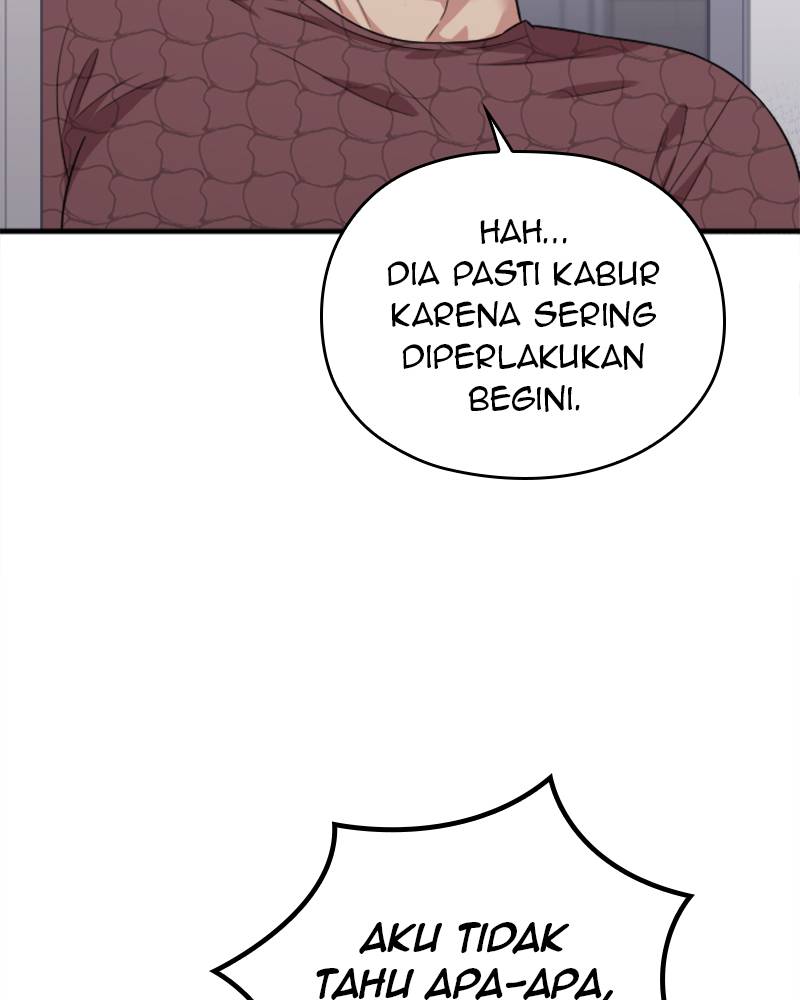 HAH...
DIA PASTI KABUR
KARENA SERING
DIPERLAKUKAN
BEGINI.
AKU TIDAK
TAHU APA-APA,